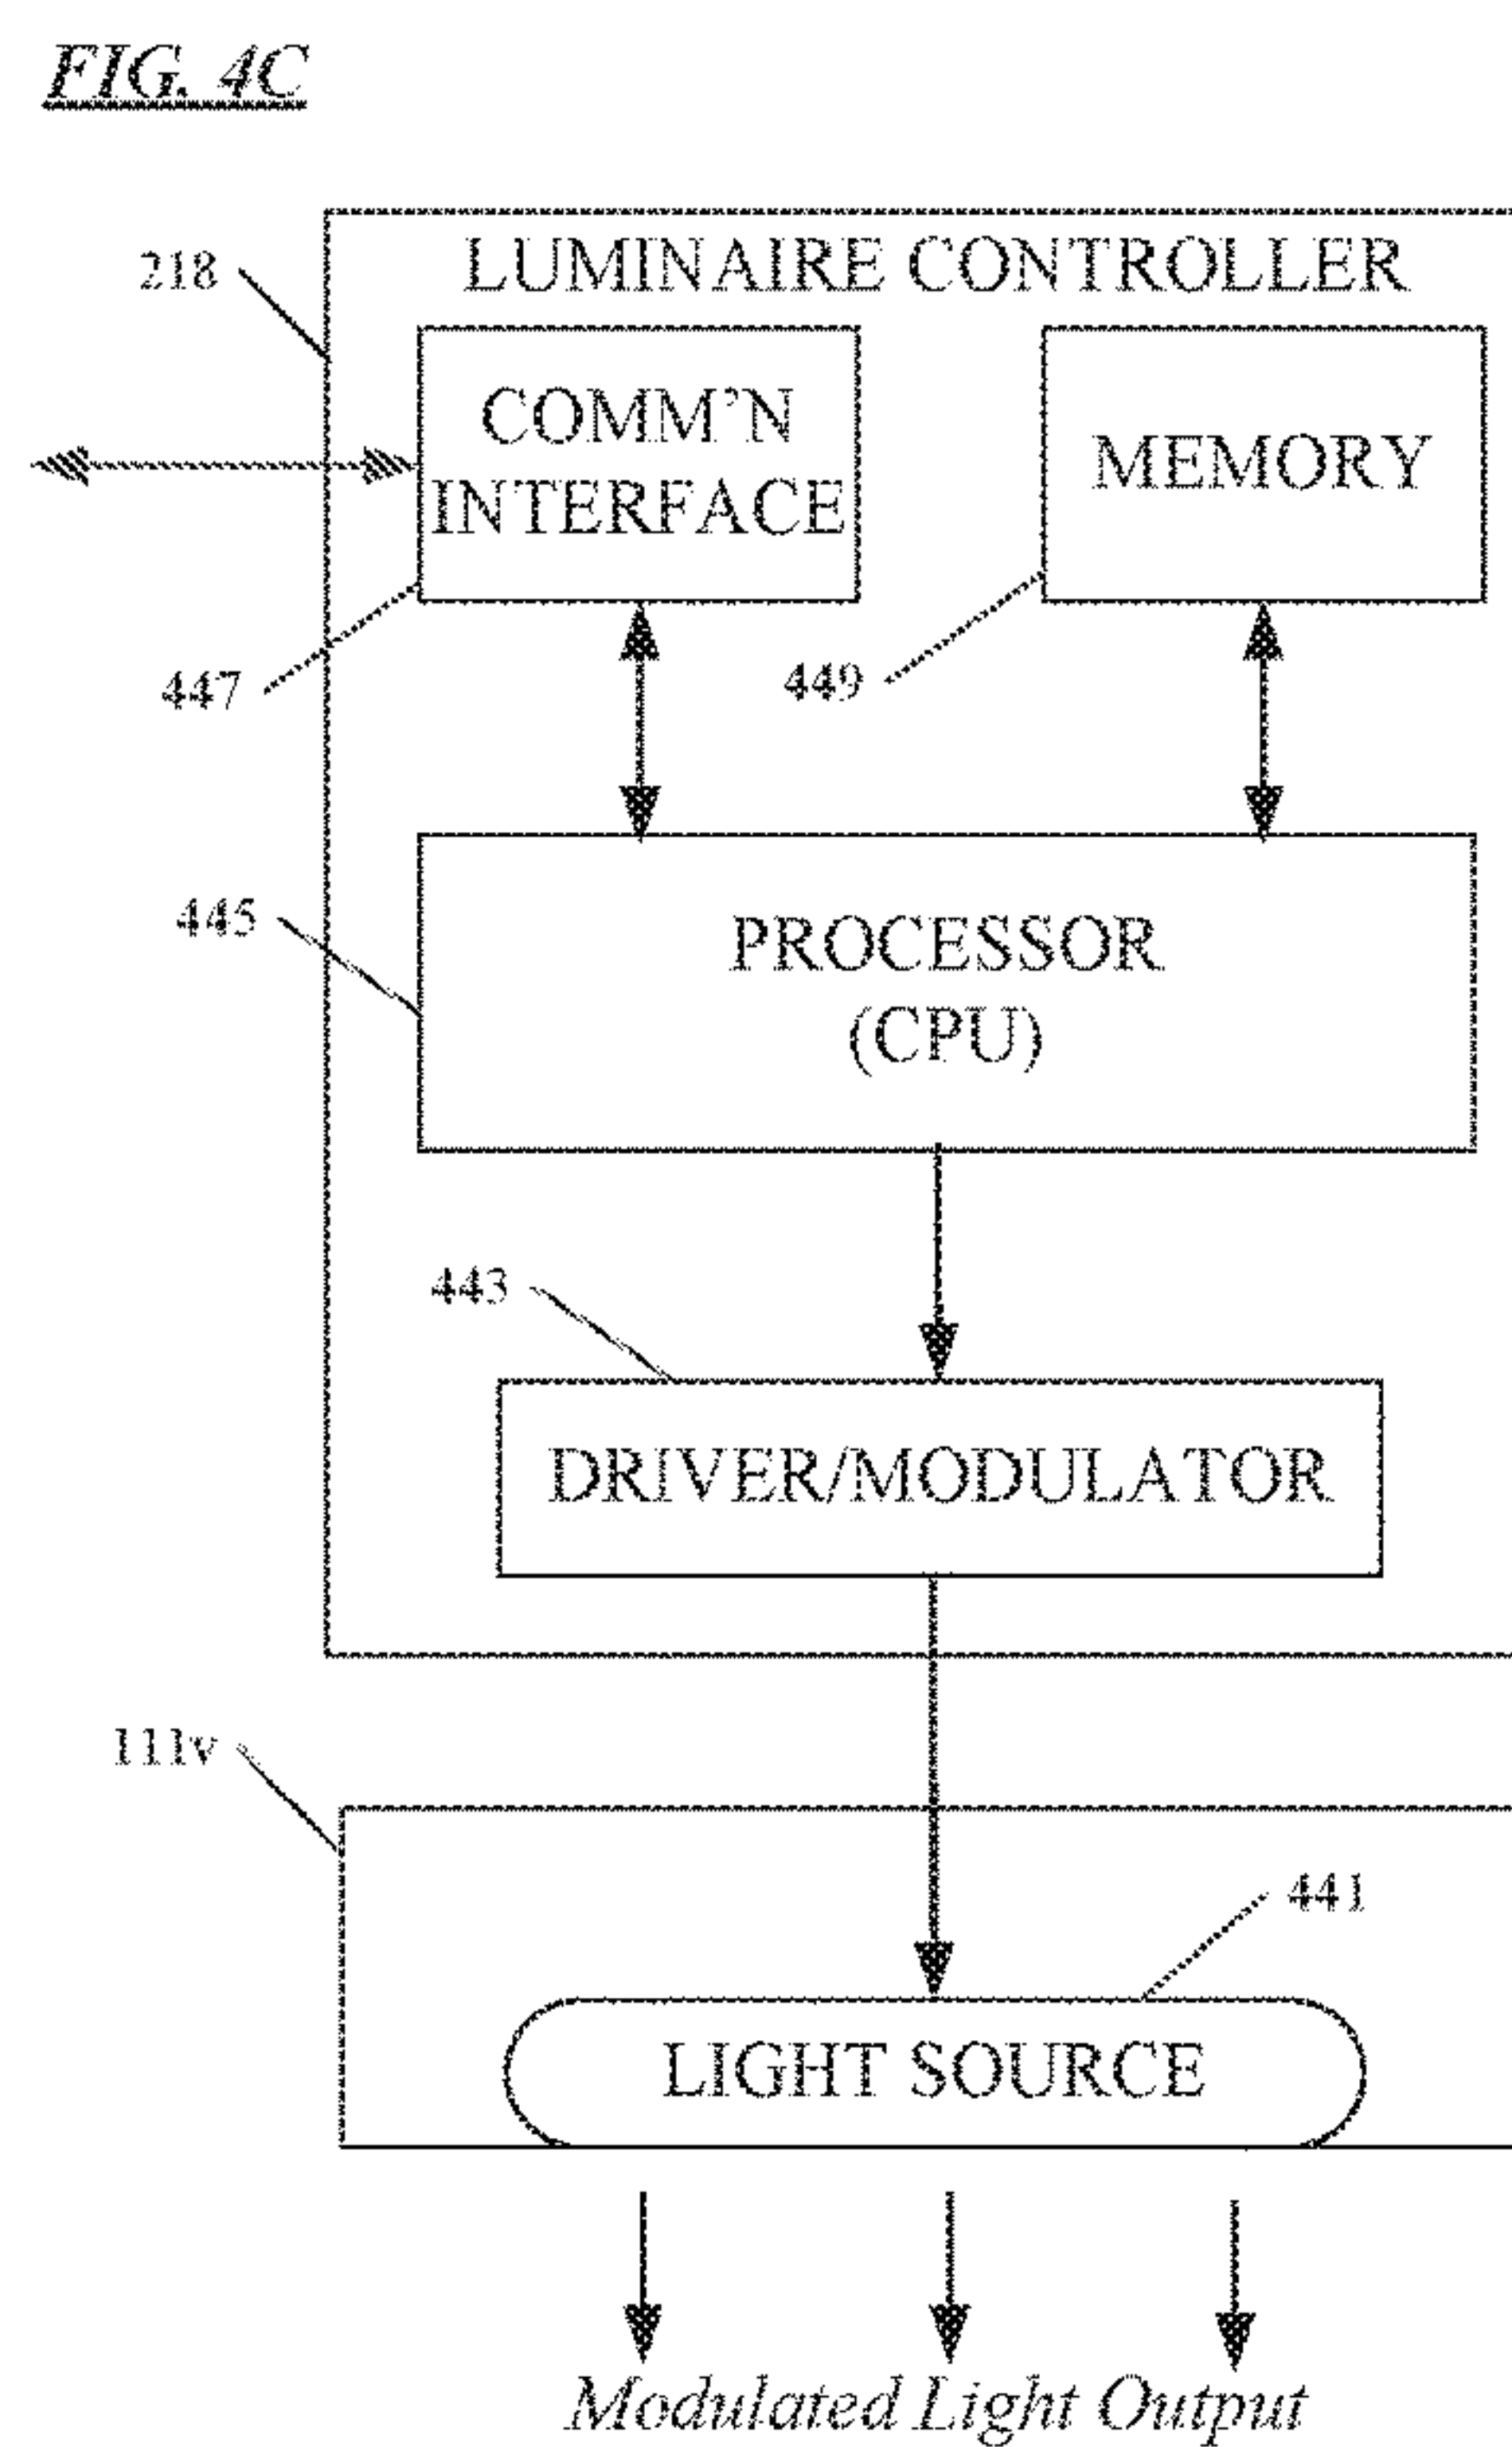 FIG. 4C
218
LUMINAIRE CONTROLLER
COMM'N
INTERFACE
MEMORY
447
449
445
PROCESSOR
(CPU)
443
DRIVER/MODULATOR
111v
441
LIGHT SOURCE
Modulated Light Output